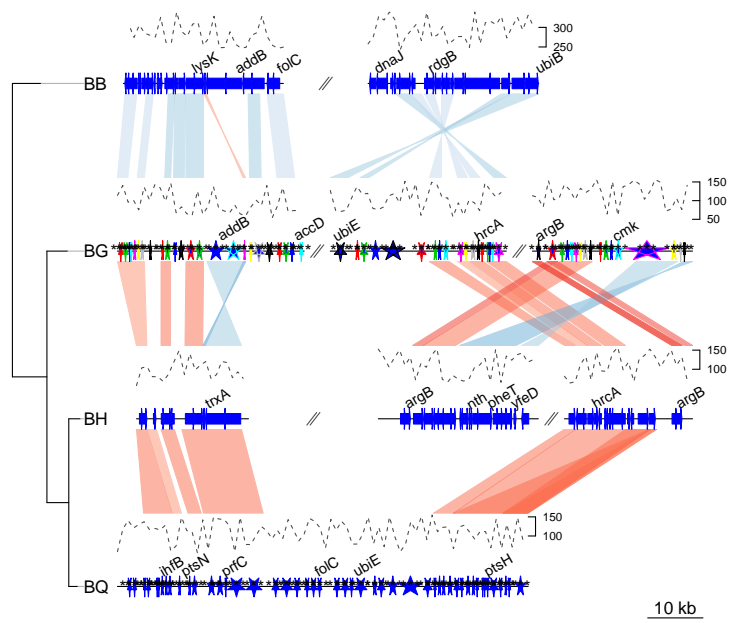 300
250
BB lysK addB folC // dnaJ rdgB ubiB
150
100
50
BG addB accD // ubiE hrcA // argB cmk
150
100
BH trxA // argB nth pheT yfeD // hrcA argB
150
100
BQ ihfB ptsN prfC folC ubiE ptsH
10 kb